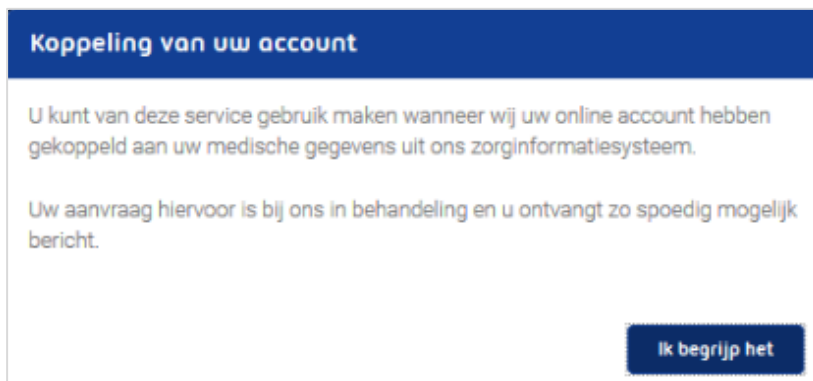 Koppeling van uw account
U kunt van deze service gebruik maken wanneer wij uw online account hebben
gekoppeld aan uw medische gegevens uit ons zorginformatiesysteem.
Uw aanvraag hiervoor is bij ons in behandeling en u ontvangt zo spoedig mogelijk
bericht.
Ik begrijp het